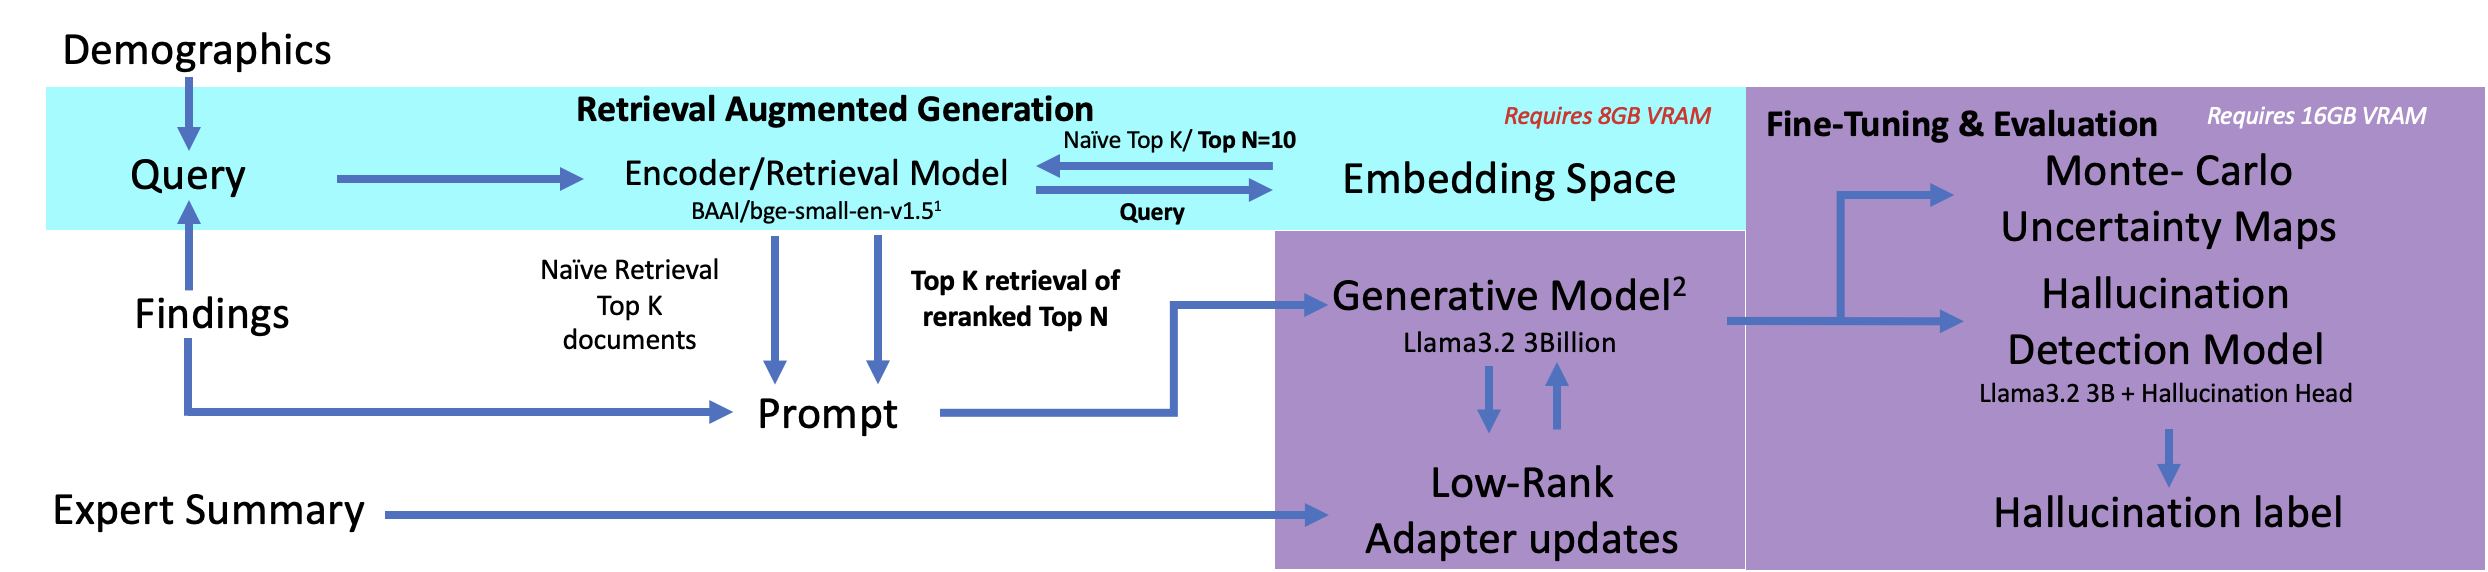 Demographics
Retrieval Augmented Generation
Requires 8GB VRAM
Fine-Tuning & Evaluation
Requires 16GB VRAM
Query
Encoder/Retrieval Model
BAAI/bge-small-en-v1.5¹
Naïve Top K/ Top N=10
Query
Embedding Space
Monte- Carlo
Uncertainty Maps
Findings
Naïve Retrieval
Top K
documents
Top K retrieval of
reranked Top N
Generative Model²
Llama3.2 3Billion
Hallucination
Detection Model
Llama3.2 3B + Hallucination Head
Prompt
Expert Summary
Low-Rank
Adapter updates
Hallucination label